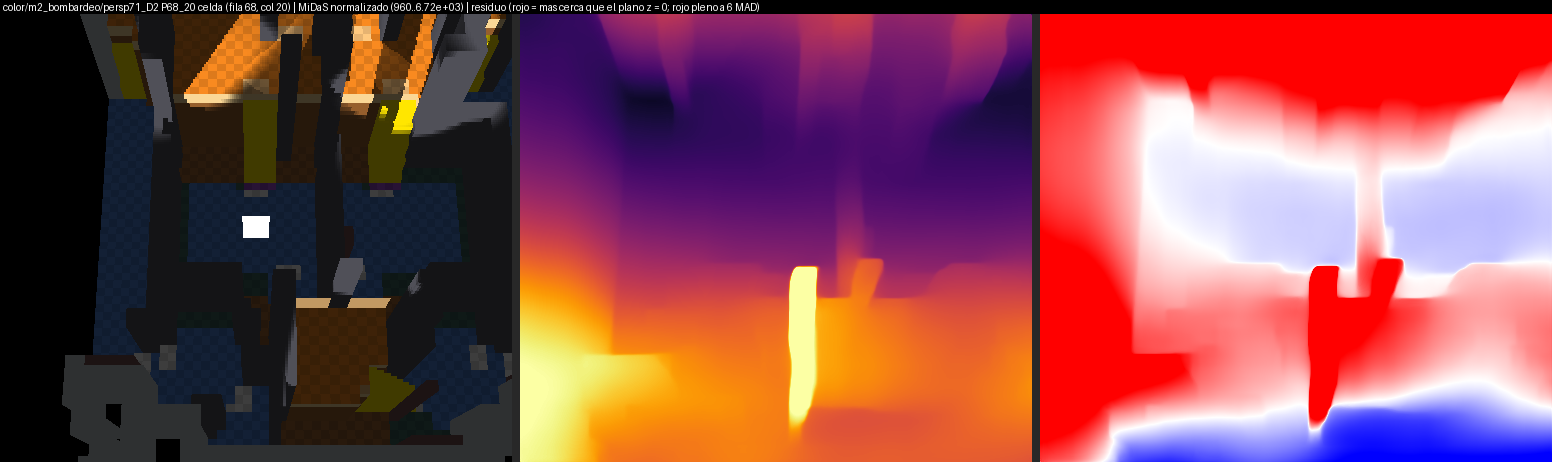 color/m2_bombardeo/persp71_D2 P68_20 celda (fila 68, col 20) | MiDaS normalizado (960..6.72e+03) | residuo (rojo = mas cerca que el plano z = 0; rojo pleno a 6 MAD)